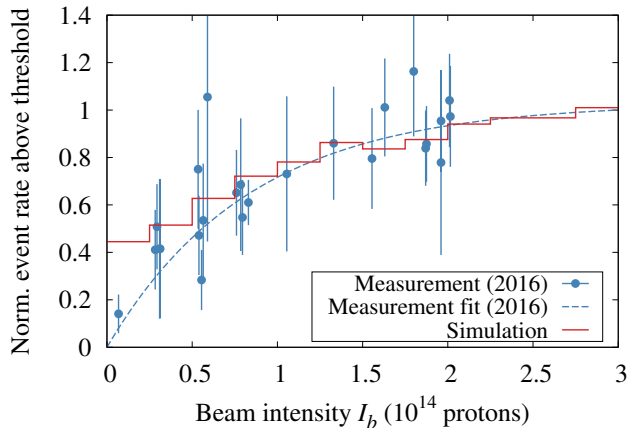 Norm. event rate above threshold
1.4
1.2
1
0.8
0.6
0.4
0.2
0
Measurement (2016)
Measurement fit (2016)
Simulation
0 0.5 1 1.5 2 2.5 3
Beam intensity I_b (10^14 protons)